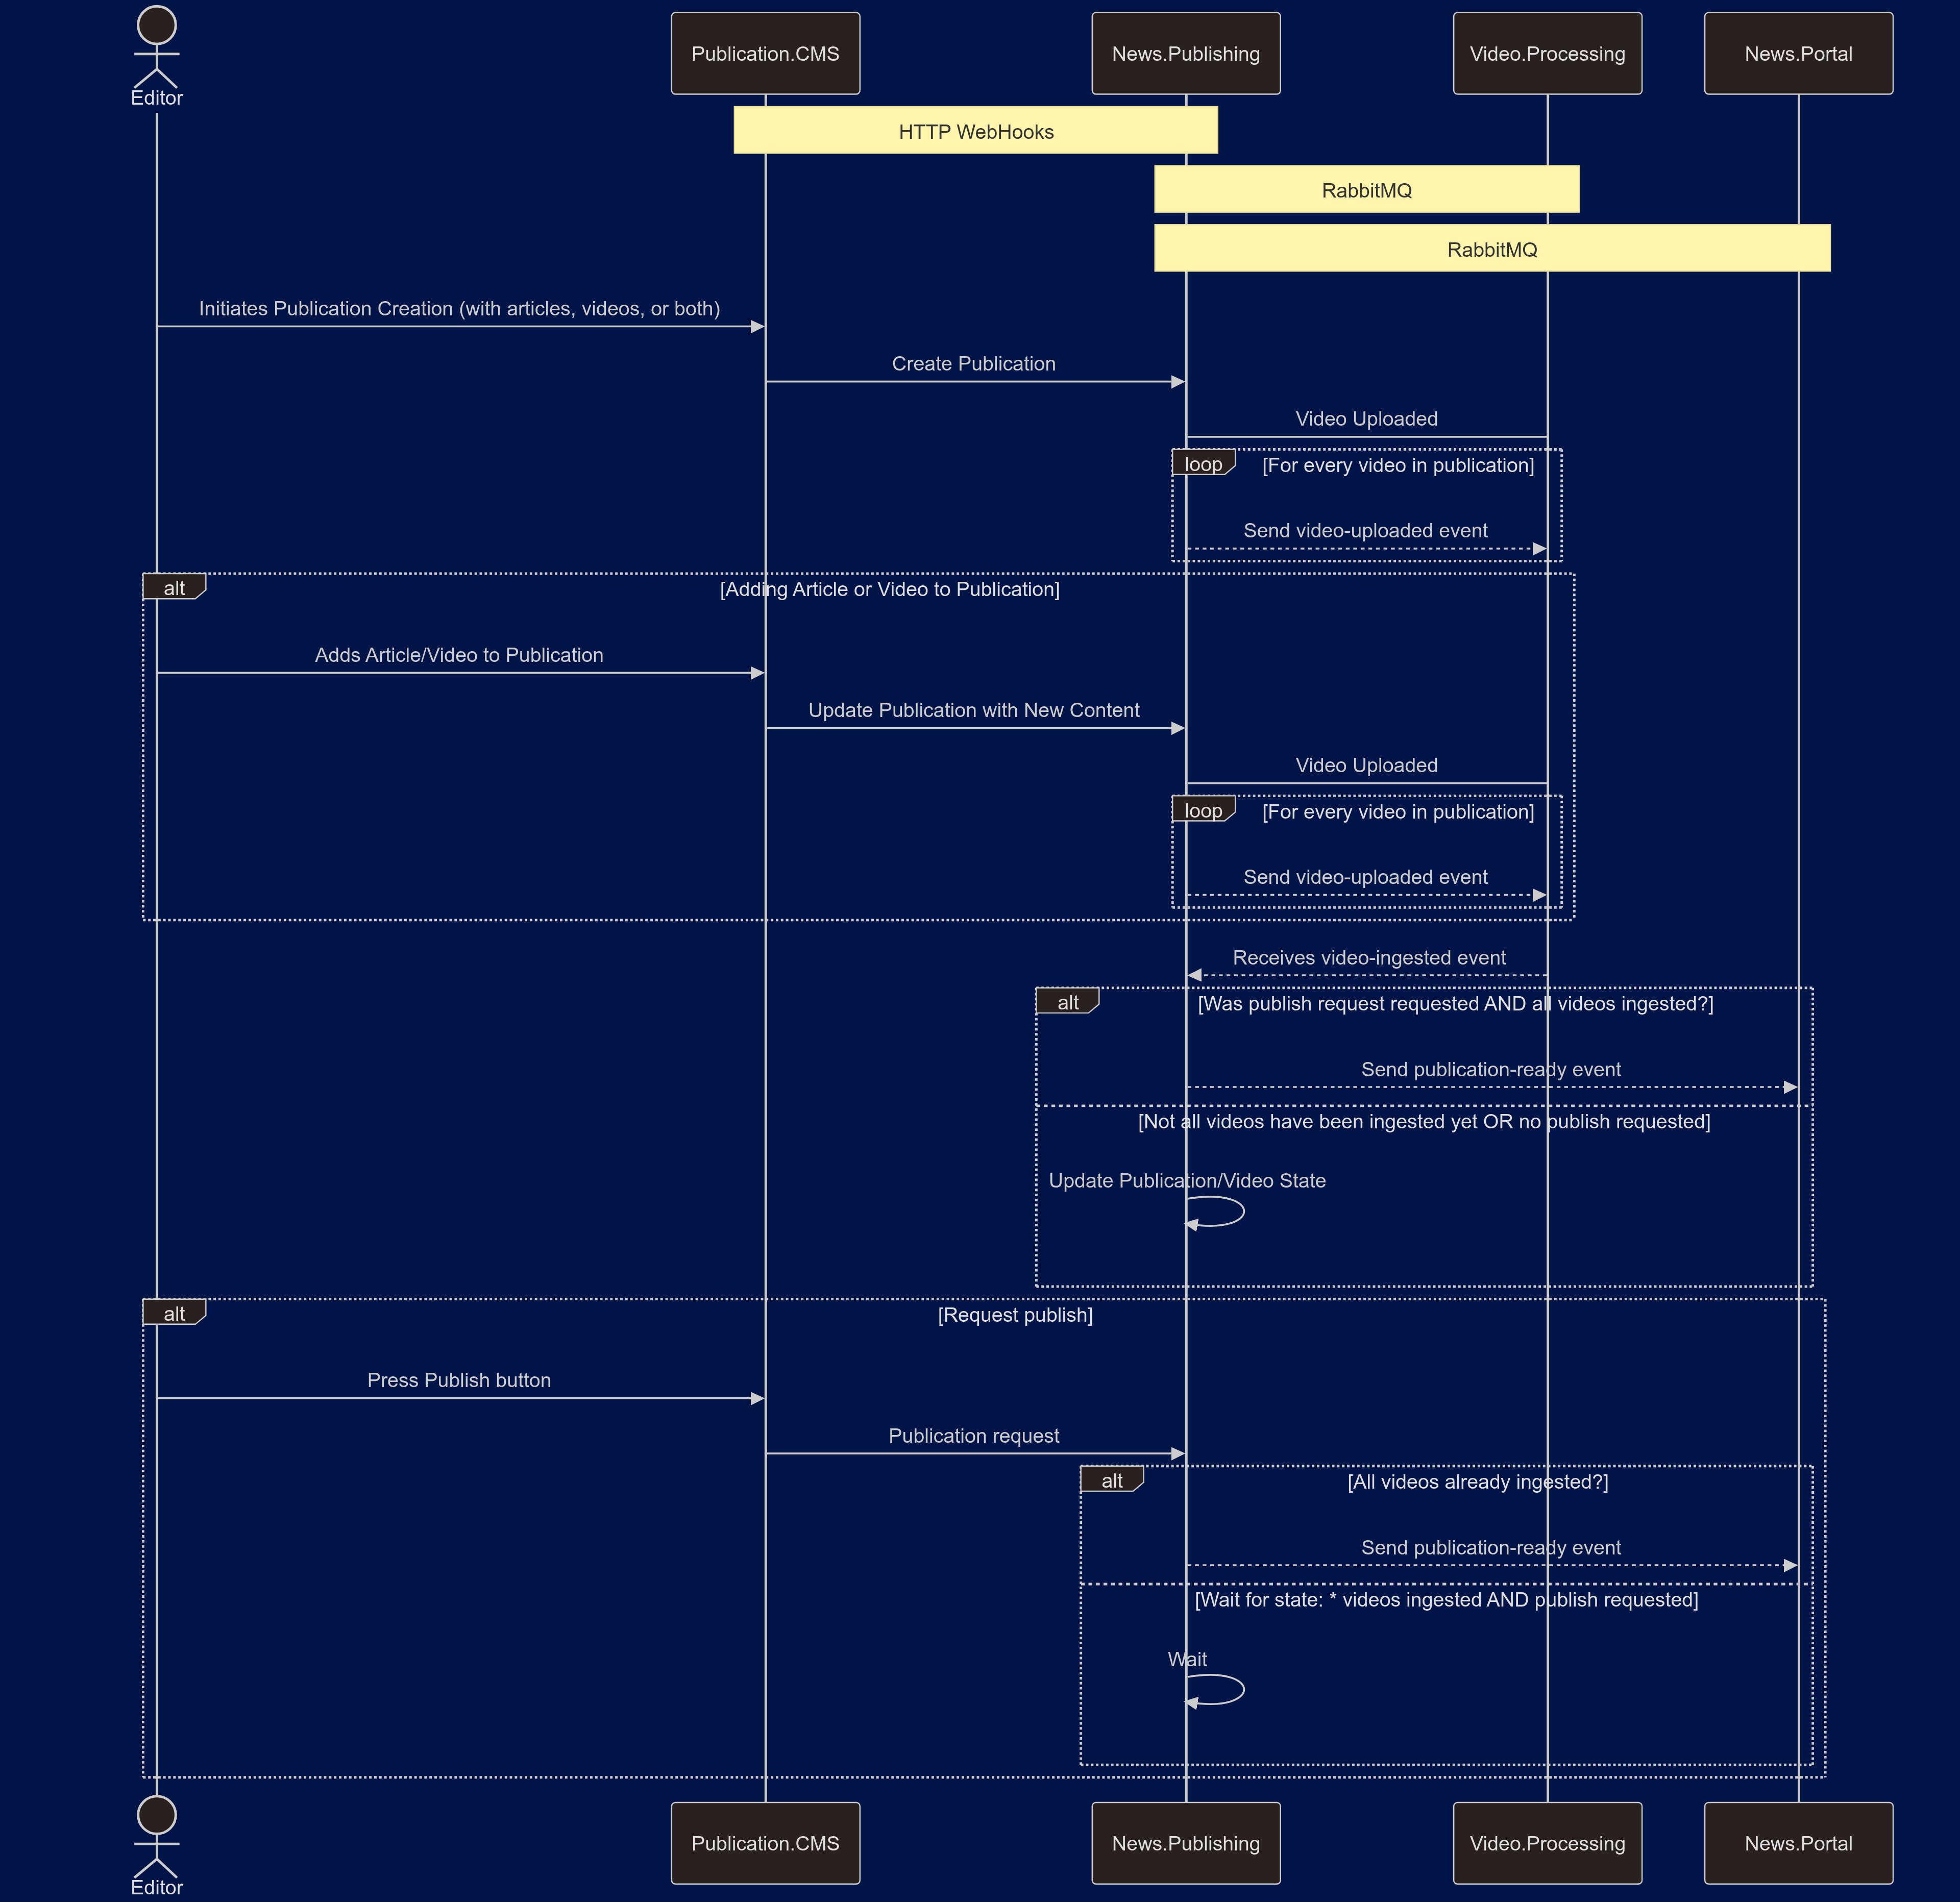 Editor
Publication.CMS
News.Publishing
Video.Processing
News.Portal
HTTP WebHooks
RabbitMQ
RabbitMQ
Initiates Publication Creation (with articles, videos, or both)
Create Publication
Video Uploaded
loop
[For every video in publication]
Send video-uploaded event
alt
[Adding Article or Video to Publication]
Adds Article/Video to Publication
Update Publication with New Content
Video Uploaded
loop
[For every video in publication]
Send video-uploaded event
Receives video-ingested event
alt
[Was publish request requested AND all videos ingested?]
Send publication-ready event
[Not all videos have been ingested yet OR no publish requested]
Update Publication/Video State
alt
[Request publish]
Press Publish button
Publication request
alt
[All videos already ingested?]
Send publication-ready event
[Wait for state: * videos ingested AND publish requested]
Wait
Editor
Publication.CMS
News.Publishing
Video.Processing
News.Portal